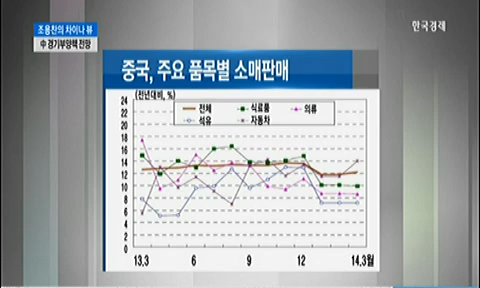 조용찬의 차이나 뷰
中 경기부양책 전망
한국경제
중국, 주요 품목별 소매판매
(전년대비, %)
전체 식료품 의류
석유 자동차
24
22
20
18
16
14
12
10
8
6
4
2
0
13.3 6 9 12 14.3월